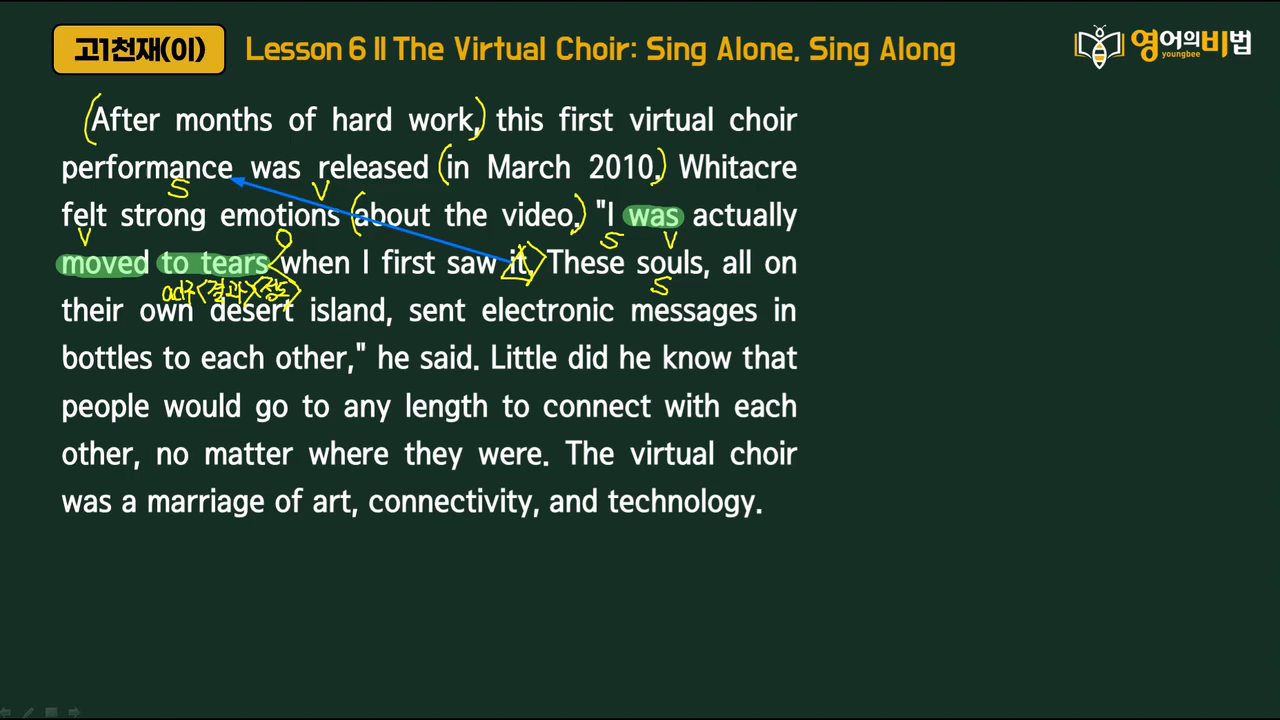 고1천재(이) Lesson 6 II The Virtual Choir: Sing Alone, Sing Along
영어의비법
youngbee
(After months of hard work,) this first virtual choir
performance was released (in March 2010.) Whitacre
S V
felt strong emotions (about the video.) "I was actually
V O S V
moved to tears when I first saw it. These souls, all on
ad구<결과><정도> S
their own desert island, sent electronic messages in
bottles to each other," he said. Little did he know that
people would go to any length to connect with each
other, no matter where they were. The virtual choir
was a marriage of art, connectivity, and technology.